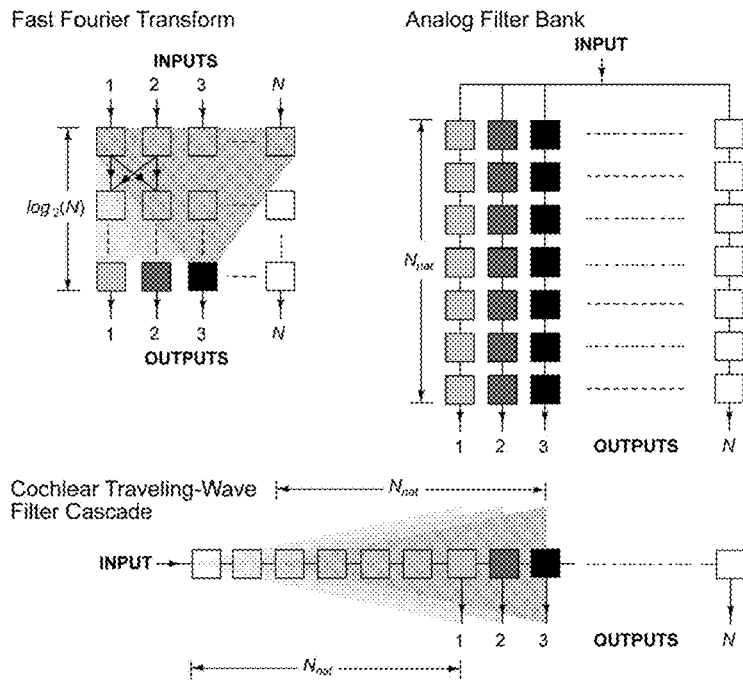 Fast Fourier Transform
INPUTS
1 2 3 N
log₂(N)
1 2 3 N
OUTPUTS
Analog Filter Bank
INPUT
Nnat
1 2 3 OUTPUTS N
Cochlear Traveling-Wave
Filter Cascade
Nnat
INPUT
1 2 3 OUTPUTS N
Nnat